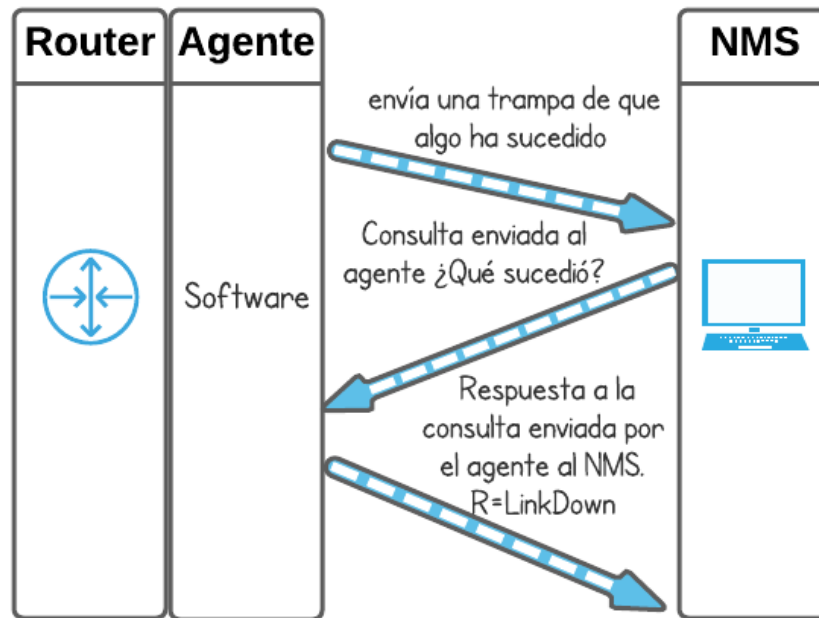 Router
Agente
NMS
envía una trampa de que
algo ha sucedido
Consulta enviada al
agente ¿Qué sucedió?
Software
Respuesta a la
consulta enviada por
el agente al NMS.
R=LinkDown